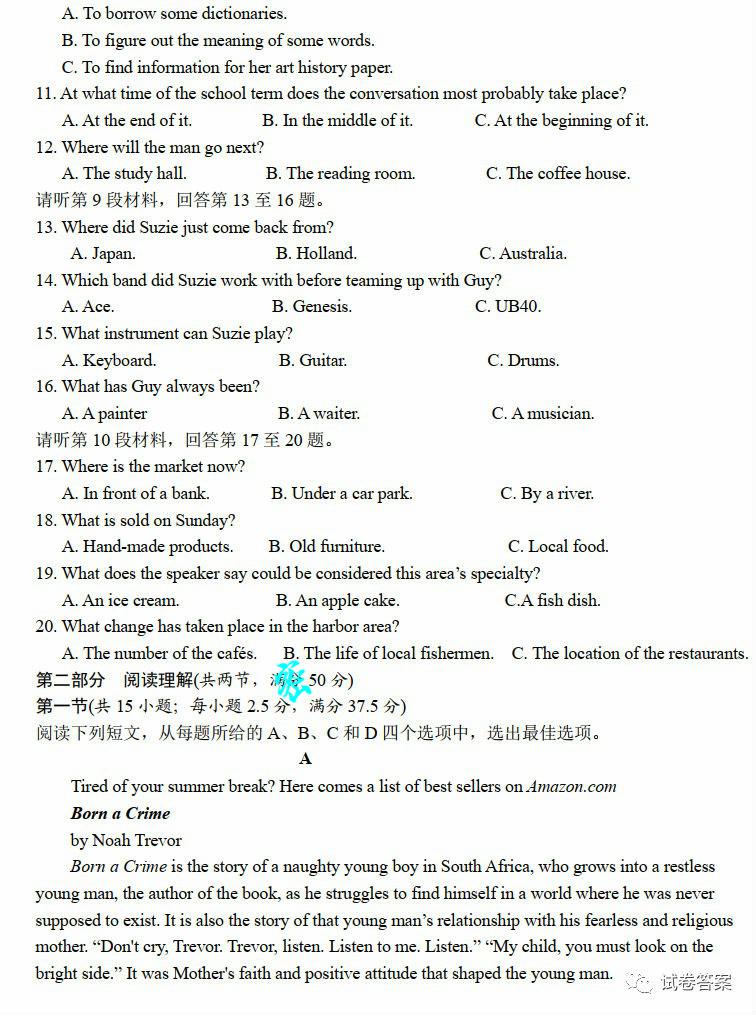 A. To borrow some dictionaries.
B. To figure out the meaning of some words.
C. To find information for her art history paper.
11. At what time of the school term does the conversation most probably take place?
A. At the end of it. B. In the middle of it. C. At the beginning of it.
12. Where will the man go next?
A. The study hall. B. The reading room. C. The coffee house.
请听第 9 段材料，回答第 13 至 16 题。
13. Where did Suzie just come back from?
A. Japan. B. Holland. C. Australia.
14. Which band did Suzie work with before teaming up with Guy?
A. Ace. B. Genesis. C. UB40.
15. What instrument can Suzie play?
A. Keyboard. B. Guitar. C. Drums.
16. What has Guy always been?
A. A painter B. A waiter. C. A musician.
请听第 10 段材料，回答第 17 至 20 题。
17. Where is the market now?
A. In front of a bank. B. Under a car park. C. By a river.
18. What is sold on Sunday?
A. Hand-made products. B. Old furniture. C. Local food.
19. What does the speaker say could be considered this area’s specialty?
A. An ice cream. B. An apple cake. C.A fish dish.
20. What change has taken place in the harbor area?
A. The number of the cafés. B. The life of local fishermen. C. The location of the restaurants.
第二部分 阅读理解(共两节，满分 50 分)
第一节(共 15 小题；每小题 2.5 分，满分 37.5 分)
阅读下列短文，从每题所给的 A、B、C 和 D 四个选项中，选出最佳选项。
A
Tired of your summer break? Here comes a list of best sellers on Amazon.com
Born a Crime
by Noah Trevor
Born a Crime is the story of a naughty young boy in South Africa, who grows into a restless
young man, the author of the book, as he struggles to find himself in a world where he was never
supposed to exist. It is also the story of that young man’s relationship with his fearless and religious
mother. “Don't cry, Trevor. Trevor, listen. Listen to me. Listen.” “My child, you must look on the
bright side.” It was Mother's faith and positive attitude that shaped the young man.
试卷答案